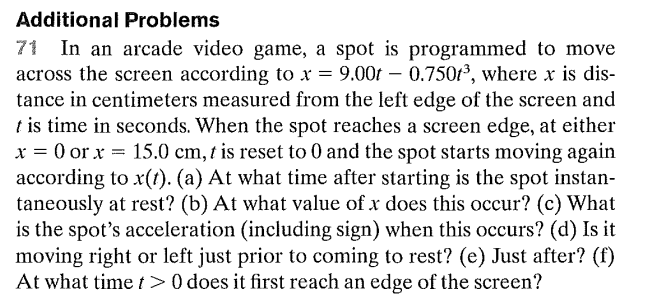 Additional Problems
71 In an arcade video game, a spot is programmed to move
across the screen according to x = 9.00t − 0.750t³, where x is dis-
tance in centimeters measured from the left edge of the screen and
t is time in seconds. When the spot reaches a screen edge, at either
x = 0 or x = 15.0 cm, t is reset to 0 and the spot starts moving again
according to x(t). (a) At what time after starting is the spot instan-
taneously at rest? (b) At what value of x does this occur? (c) What
is the spot's acceleration (including sign) when this occurs? (d) Is it
moving right or left just prior to coming to rest? (e) Just after? (f)
At what time t > 0 does it first reach an edge of the screen?